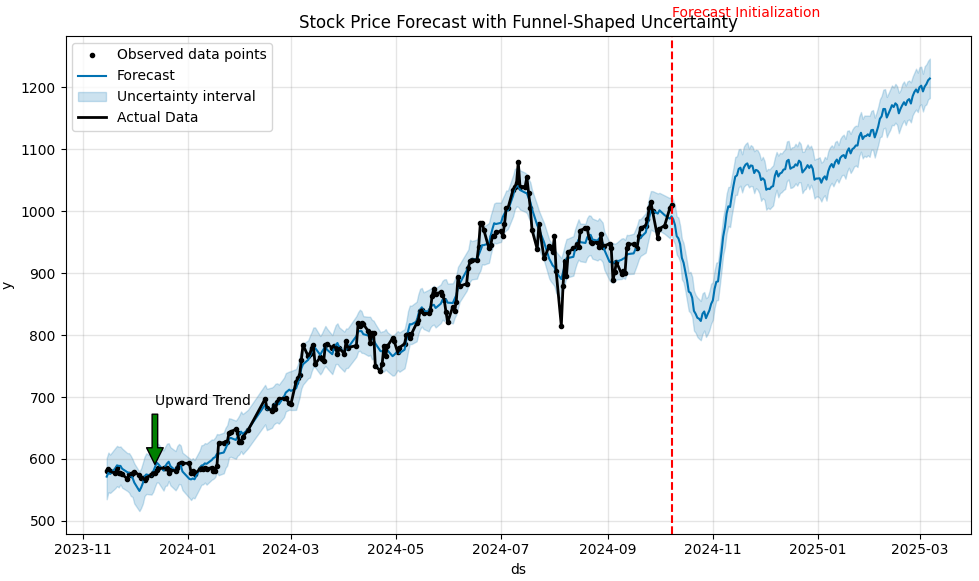 Forecast Initialization
Stock Price Forecast with Funnel-Shaped Uncertainty
Observed data points
Forecast
Uncertainty interval
Actual Data
Upward Trend
y
1200
1100
1000
900
800
700
600
500
2023-11 2024-01 2024-03 2024-05 2024-07 2024-09 2024-11 2025-01 2025-03
ds